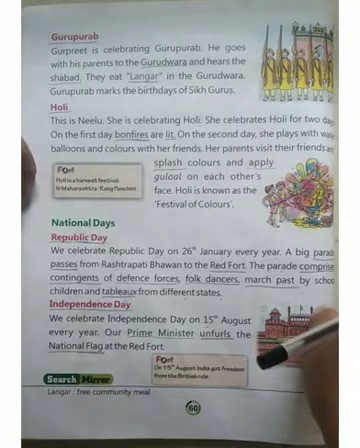 Gurupurab
Gurpreet is celebrating Gurupurab. He goes
with his parents to the Gurudwara and hears the
shabad. They eat "Langar" in the Gurudwara.
Gurupurab marks the birthdays of Sikh Gurus.
Holi
This is Neelu. She is celebrating Holi. She celebrates Holi for two
On the first day bonfires are lit. On the second day, she plays with
balloons and colours with her friends. Her parents visit their friends
splash colours and apply
gulaal on each other's
face. Holi is known as the
'Festival of Colours'.
Fact
Holi is a harvest festival.
In Maharashtra: Rang Panchmi
National Days
Republic Day
We celebrate Republic Day on 26th January every year. A big
passes from Rashtrapati Bhawan to the Red Fort. The parade
contingents of defence forces, folk dancers, march past by
children and tableaux from different states.
Independence Day
We celebrate Independence Day on 15th August
every year. Our Prime Minister unfurls the
National Flag at the Red Fort.
Fact
On 15th August India got freedom
from the British rule.
Search Mirror
Langar : free community meal
60